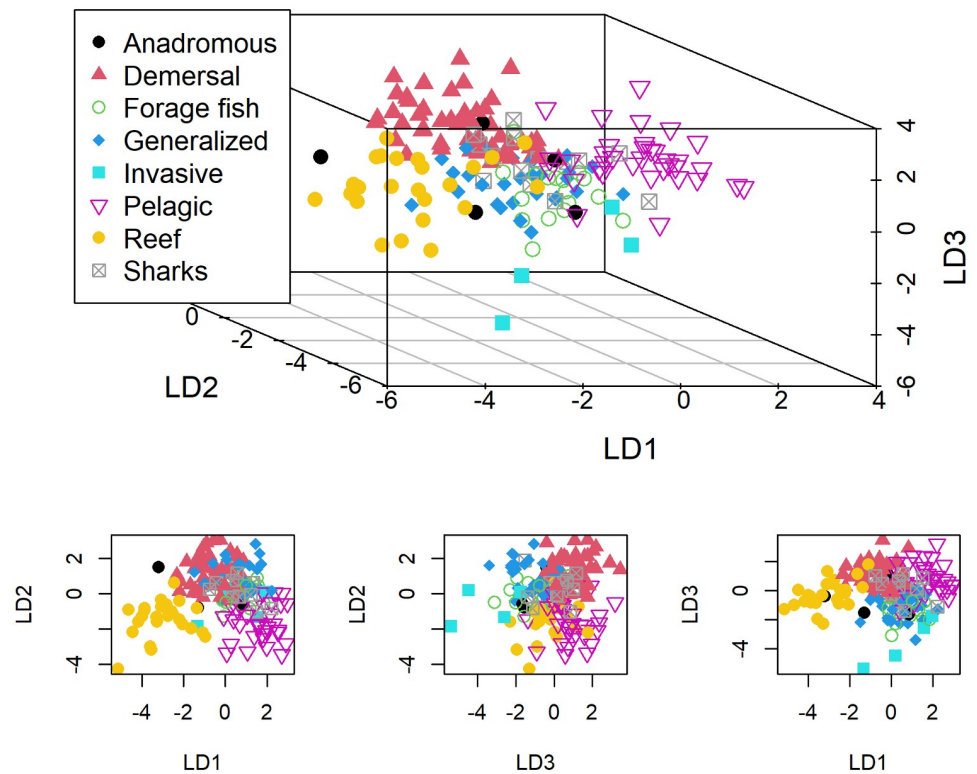 Anadromous
Demersal
Forage fish
Generalized
Invasive
Pelagic
Reef
Sharks
4
2
0
-2
-4
-6
LD3
0
-2
-4
-6
LD2
-6 -4 -2 0 2 4
LD1
2
0
-4
LD2
-4 -2 0 2
LD1
2
0
-2
-4
LD2
-4 -2 0 2
LD3
0
-4
LD3
-4 -2 0 2
LD1